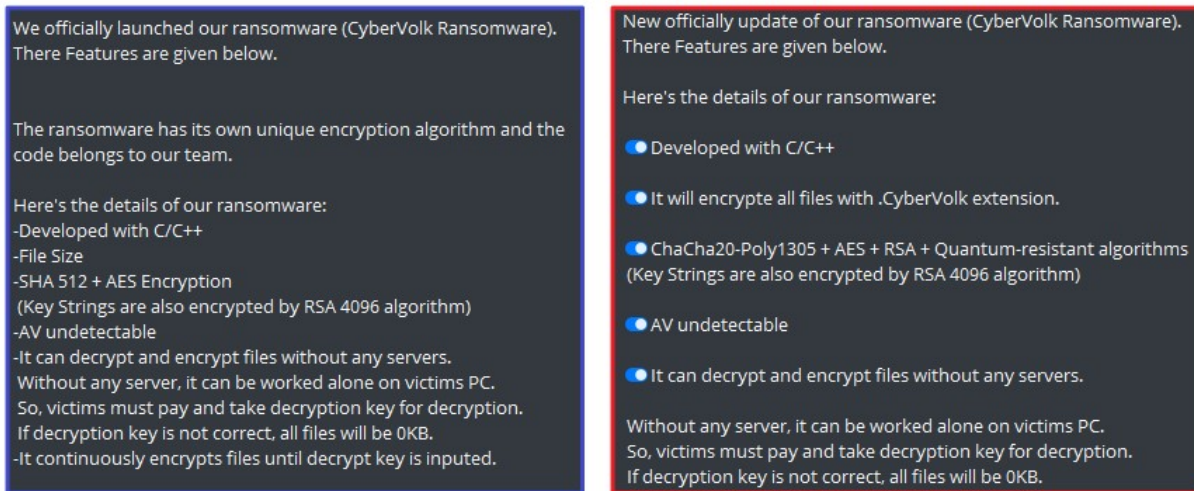 We officially launched our ransomware (CyberVolk Ransomware).
There Features are given below.
The ransomware has its own unique encryption algorithm and the
code belongs to our team.
Here's the details of our ransomware:
-Developed with C/C++
-File Size
-SHA 512 + AES Encryption
(Key Strings are also encrypted by RSA 4096 algorithm)
-AV undetectable
-It can decrypt and encrypt files without any servers.
Without any server, it can be worked alone on victims PC.
So, victims must pay and take decryption key for decryption.
If decryption key is not correct, all files will be 0KB.
-It continuously encrypts files until decrypt key is inputed.
New officially update of our ransomware (CyberVolk Ransomware).
There Features are given below.
Here's the details of our ransomware:
Developed with C/C++
It will encrypte all files with .CyberVolk extension.
ChaCha20-Poly1305 + AES + RSA + Quantum-resistant algorithms
(Key Strings are also encrypted by RSA 4096 algorithm)
AV undetectable
It can decrypt and encrypt files without any servers.
Without any server, it can be worked alone on victims PC.
So, victims must pay and take decryption key for decryption.
If decryption key is not correct, all files will be 0KB.